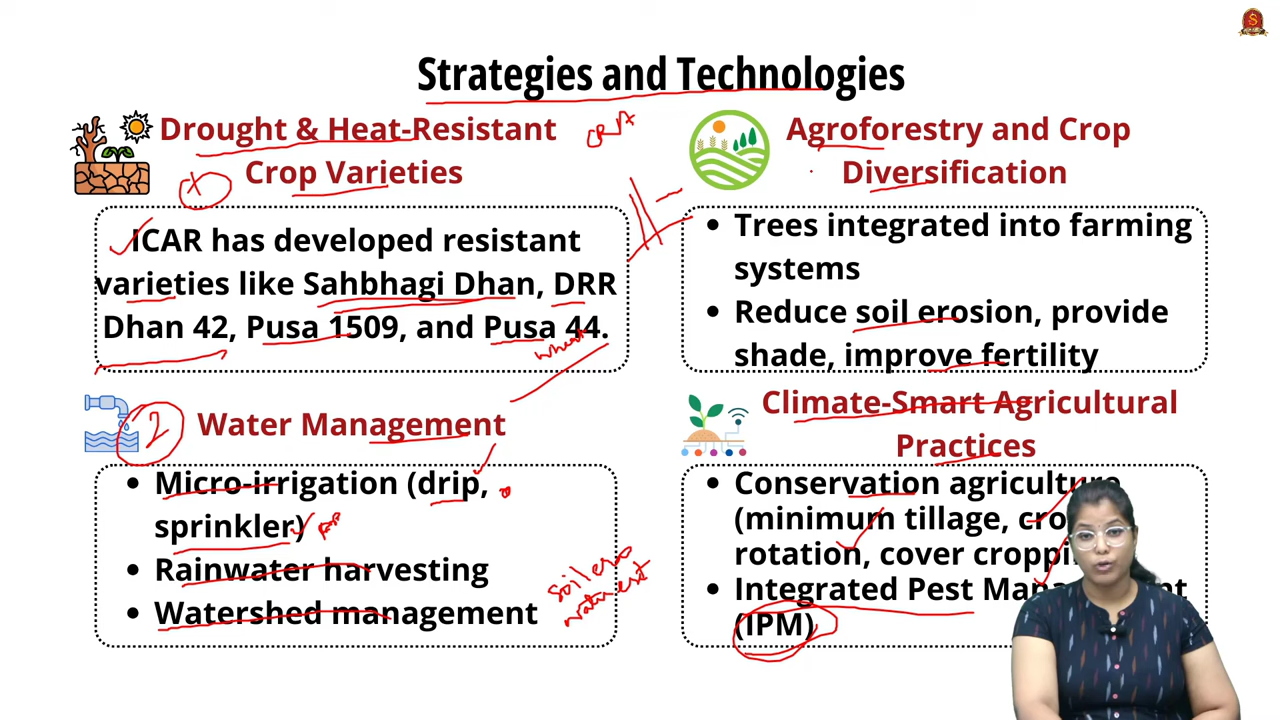 Strategies and Technologies
Drought & Heat-Resistant
Crop Varieties
CRA
ICAR has developed resistant
varieties like Sahbhagi Dhan, DRR
Dhan 42, Pusa 1509, and Pusa 44.
wheat
2
Water Management
Micro-irrigation (drip,
sprinkler)
Rainwater harvesting
Watershed management
Agroforestry and Crop
Diversification
Trees integrated into farming
systems
Reduce soil erosion, provide
shade, improve fertility
Climate-Smart Agricultural
Practices
Conservation agriculture
(minimum tillage,
rotation, cover
Integrated Pest
(IPM)